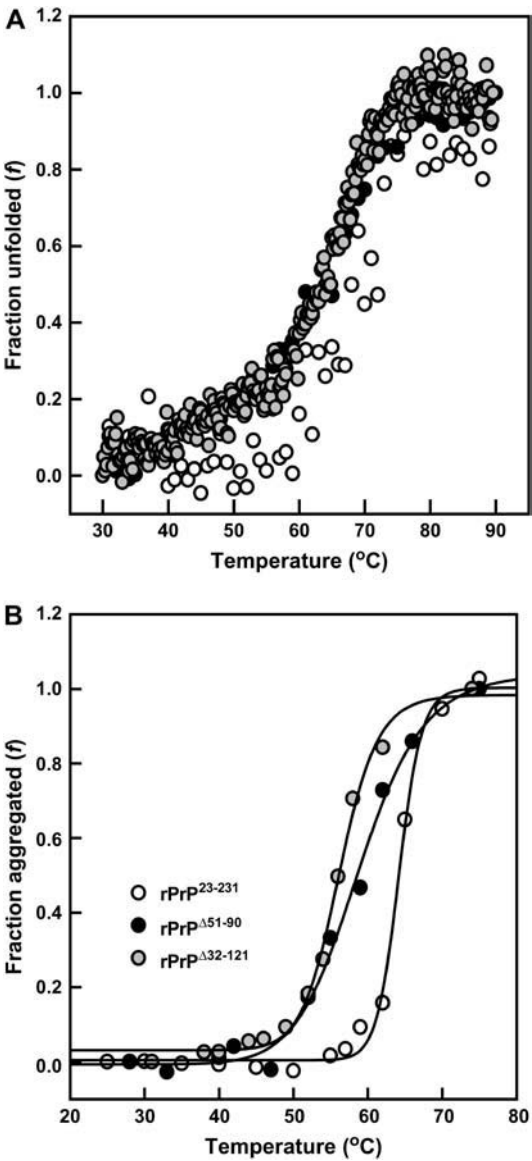 A
1.2
1.0
0.8
0.6
0.4
0.2
0.0
Fraction unfolded (f)
30 40 50 60 70 80 90
Temperature (°C)
B
1.2
1.0
0.8
0.6
0.4
0.2
0.0
Fraction aggregated (f)
rPrP23-231
rPrPΔ51-90
rPrPΔ32-121
20 30 40 50 60 70 80
Temperature (°C)